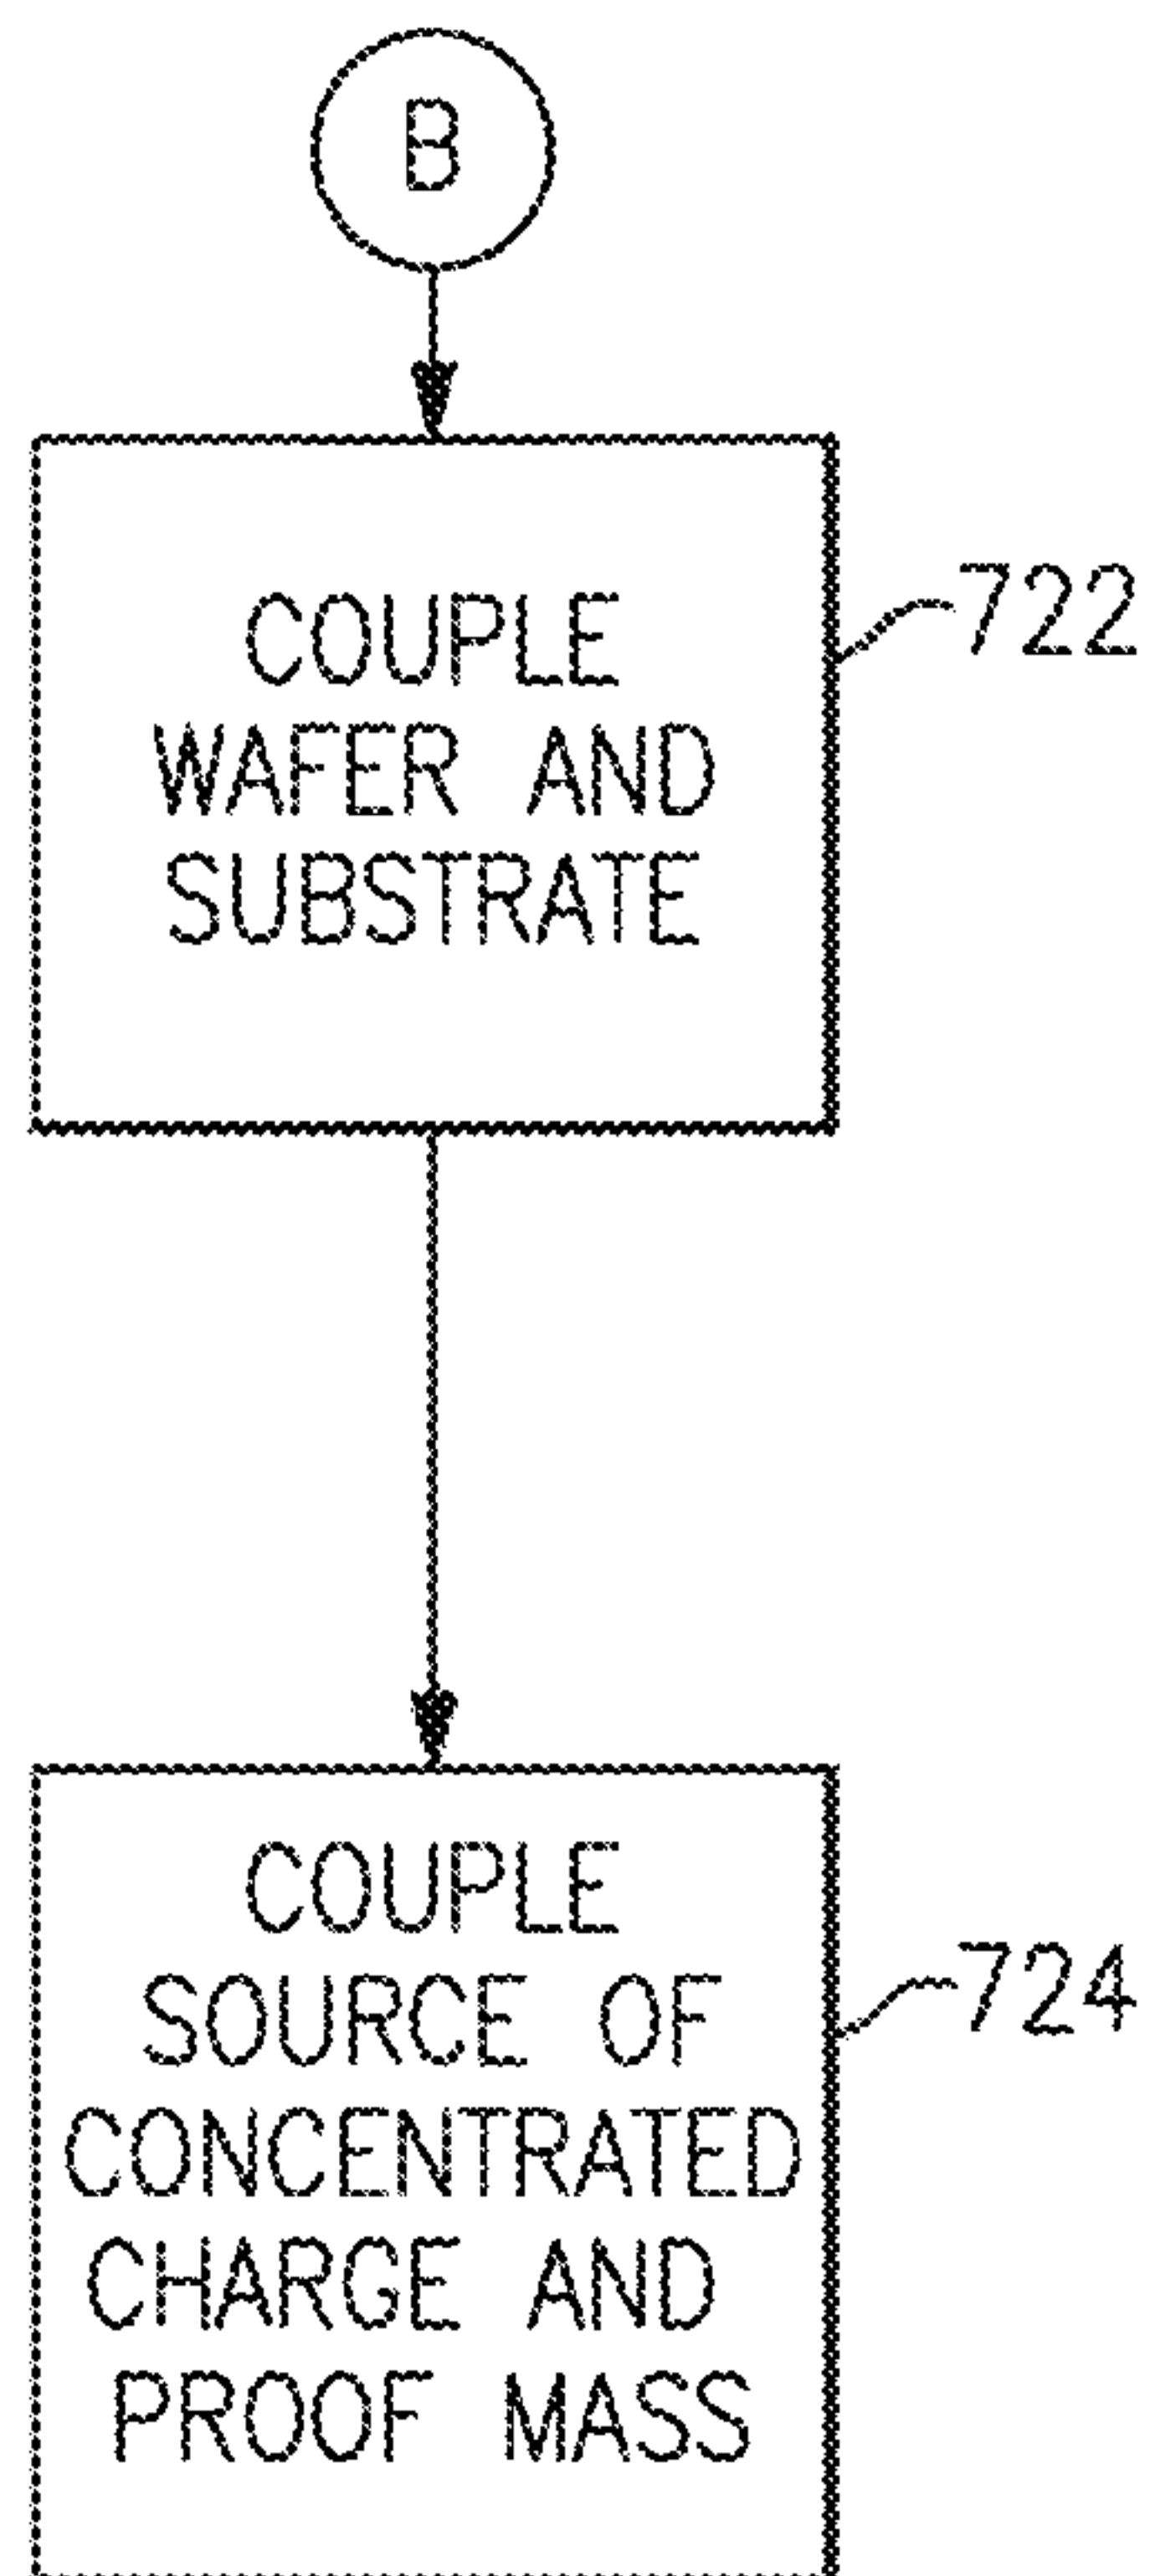 B
COUPLE
WAFER AND
SUBSTRATE
722
COUPLE
SOURCE OF
CONCENTRATED
CHARGE AND
PROOF MASS
724